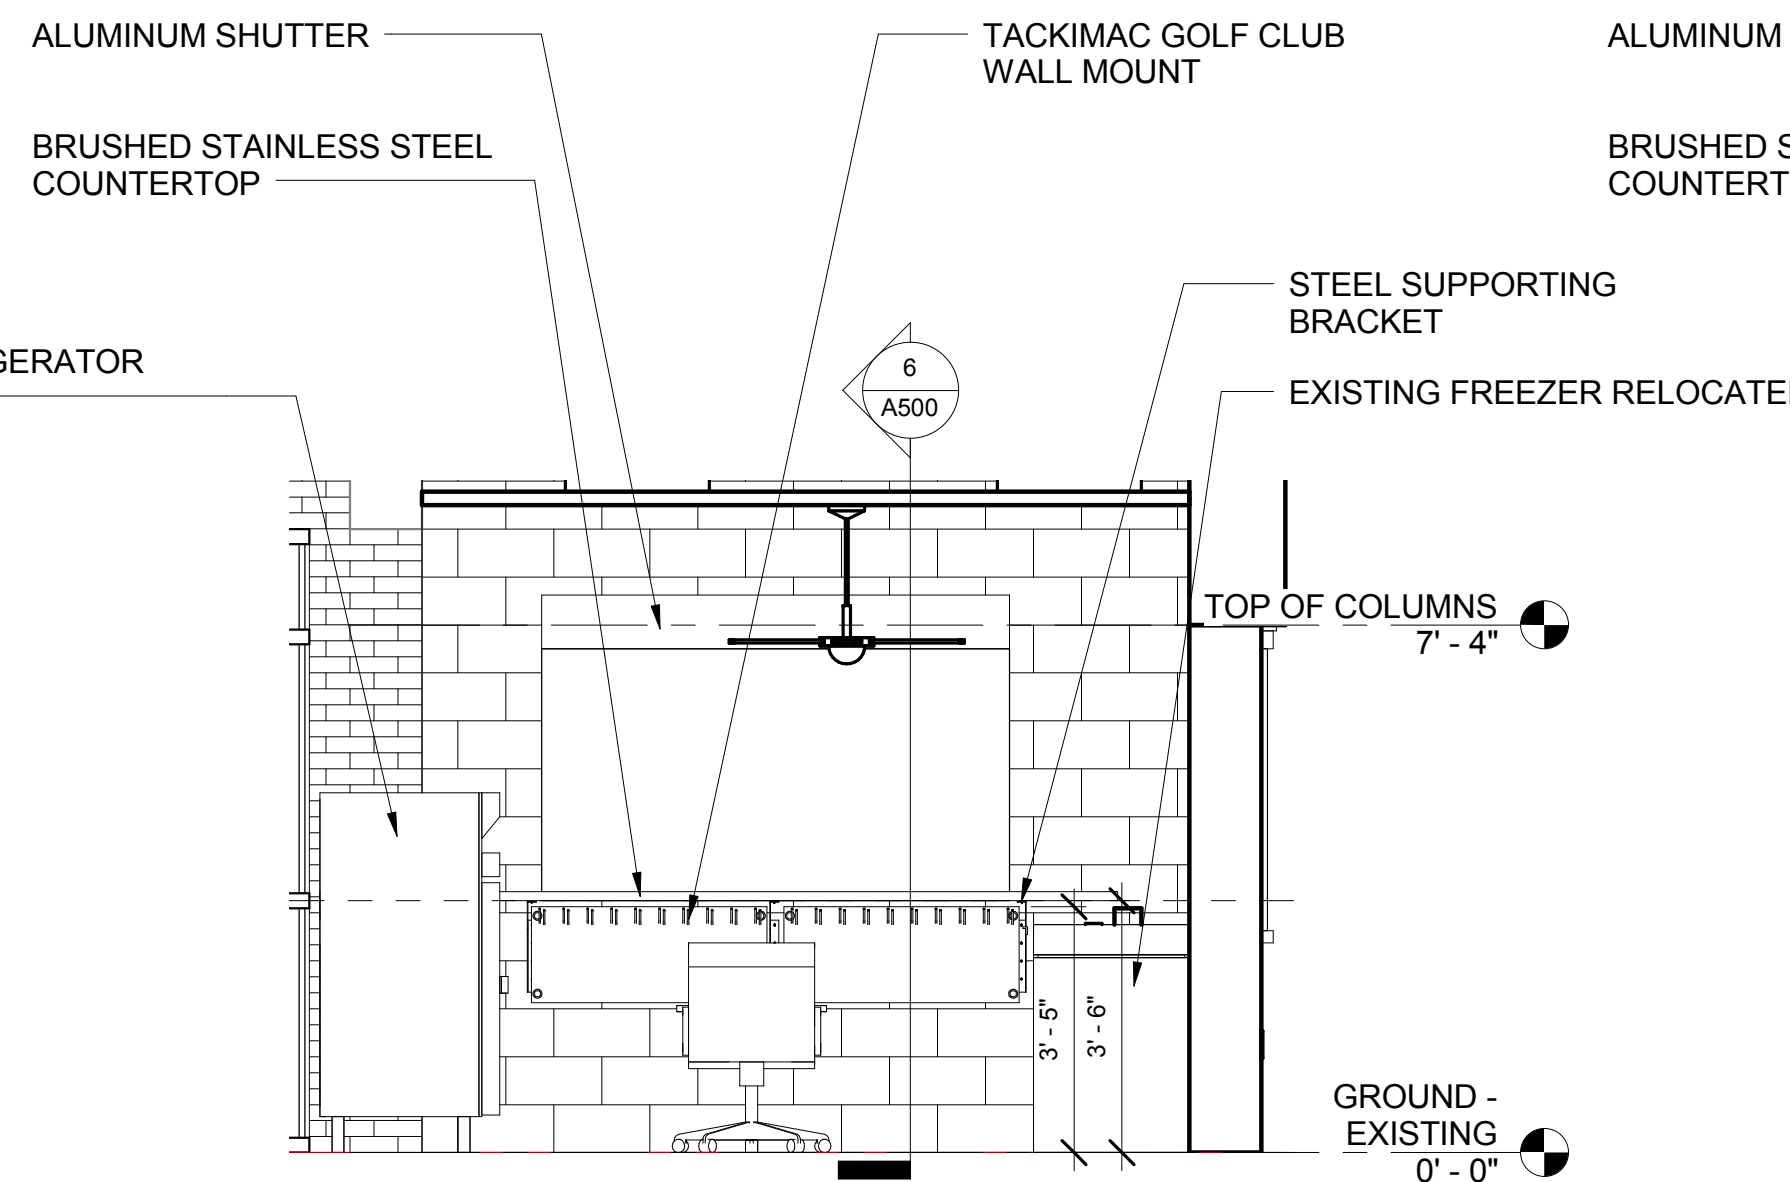 ALUMINUM SHUTTER
TACKIMAC GOLF CLUB
WALL MOUNT
ALUMINUM
BRUSHED STAINLESS STEEL
COUNTERTOP
BRUSHED S
COUNTERT
STEEL SUPPORTING
BRACKET
GERATOR
6
A500
EXISTING FREEZER RELOCATE
TOP OF COLUMNS
7' - 4"
3' - 5"
3' - 6"
GROUND -
EXISTING
0' - 0"